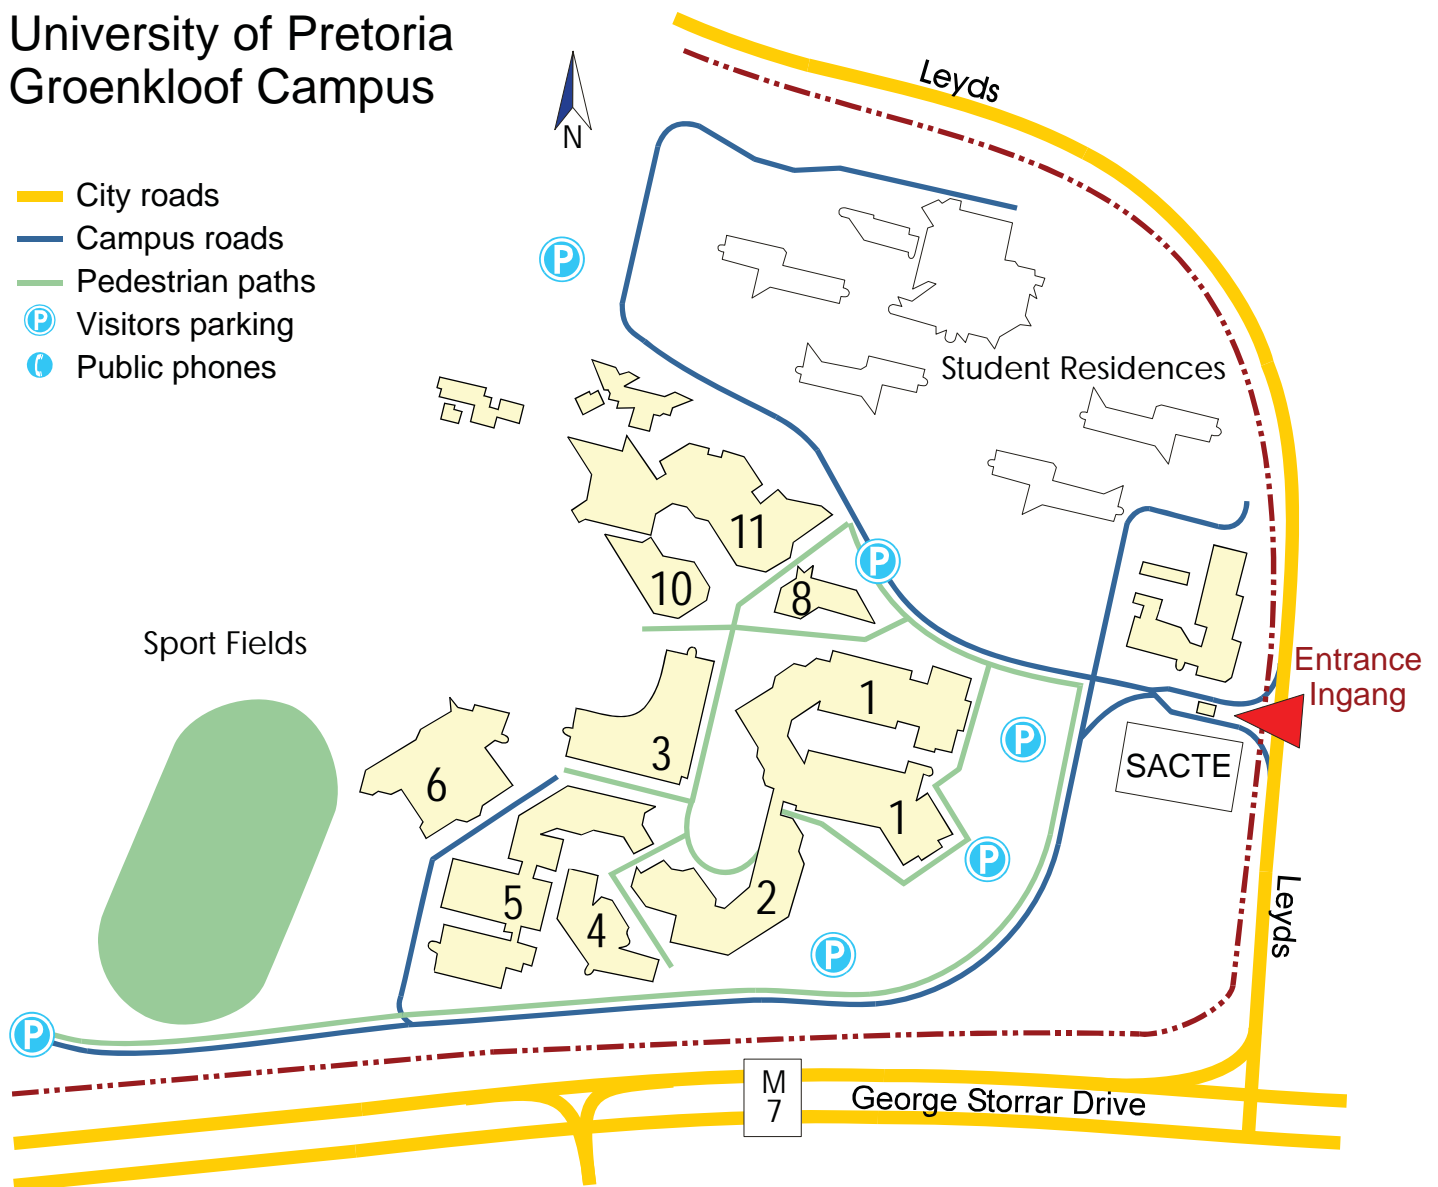 University of Pretoria
Groenkloof Campus
N
City roads
Campus roads
Pedestrian paths
P
Visitors parking
Public phones
Leyds
P
Student Residences
11
10
8
P
Sport Fields
Entrance
Ingang
1
3
6
P
SACTE
1
P
5
4
2
Leyds
P
P
M
7
George Storrar Drive